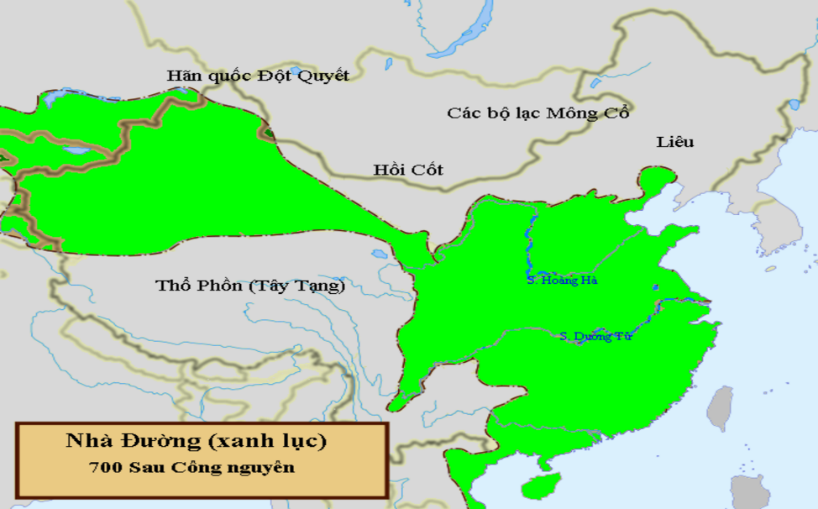 Hãn quốc Đột Quyết
Các bộ lạc Mông Cổ
Liêu
Hồi Cốt
S. Hoàng Hà
Thổ Phồn (Tây Tạng)
S. Dương Tử
Nhà Đường (xanh lục)
700 Sau Công nguyên